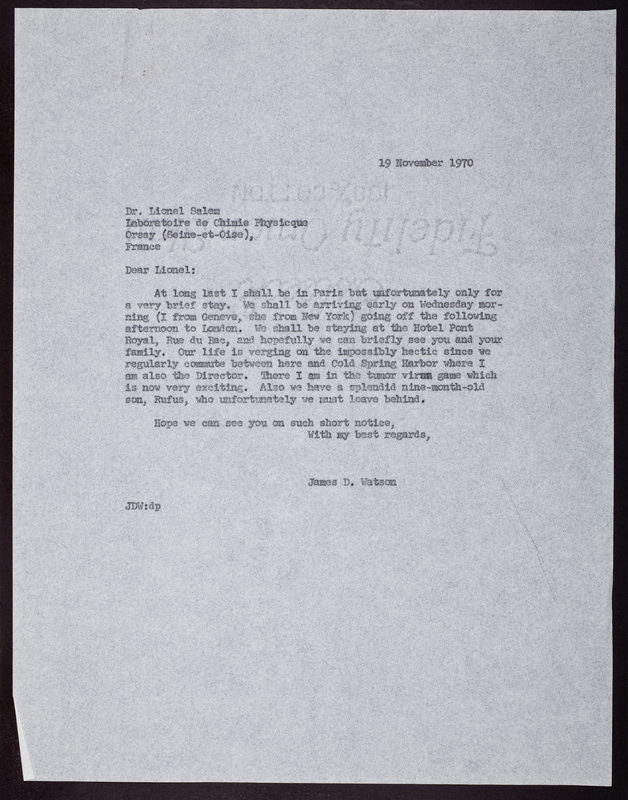 19 November 1970
100% COTTON
Fidelity Onion Skin
Dr. Lionel Salem
Laboratoire de Chimie Physicque
Orsay (Seine-et-Oise),
France
Dear Lionel:
At long last I shall be in Paris but unfortunately only for
a very brief stay. We shall be arriving early on Wednesday mor-
ning (I from Geneve, she from New York) going off the following
afternoon to London. We shall be staying at the Hotel Pont
Royal, Rue du Bac, and hopefully we can briefly see you and your
family. Our life is verging on the impossibly hectic since we
regularly commute between here and Cold Spring Harbor where I
am also the Director. There I am in the tumor virus game which
is now very exciting. Also we have a splendid nine-month-old
son, Rufus, who unfortunately we must leave behind.
Hope we can see you on such short notice,
With my best regards,
James D. Watson
JDW:dp